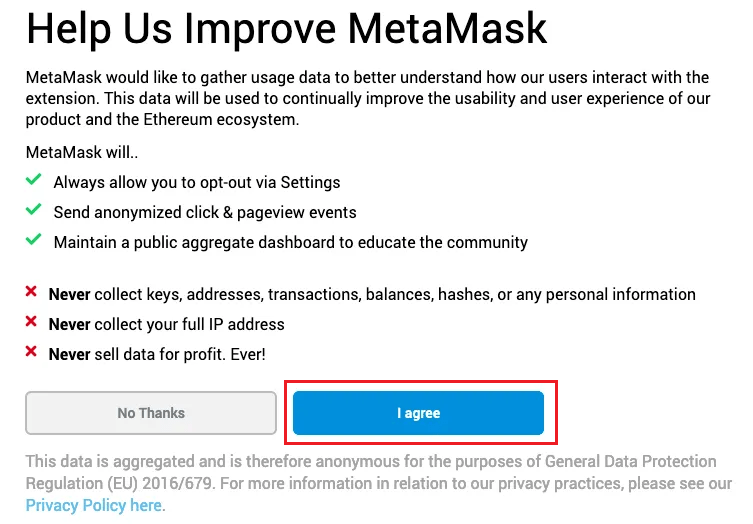 Help Us Improve MetaMask
MetaMask would like to gather usage data to better understand how our users interact with the
extension. This data will be used to continually improve the usability and user experience of our
product and the Ethereum ecosystem.
MetaMask will..
Always allow you to opt-out via Settings
Send anonymized click & pageview events
Maintain a public aggregate dashboard to educate the community
Never collect keys, addresses, transactions, balances, hashes, or any personal information
Never collect your full IP address
Never sell data for profit. Ever!
No Thanks
I agree
This data is aggregated and is therefore anonymous for the purposes of General Data Protection
Regulation (EU) 2016/679. For more information in relation to our privacy practices, please see our
Privacy Policy here.